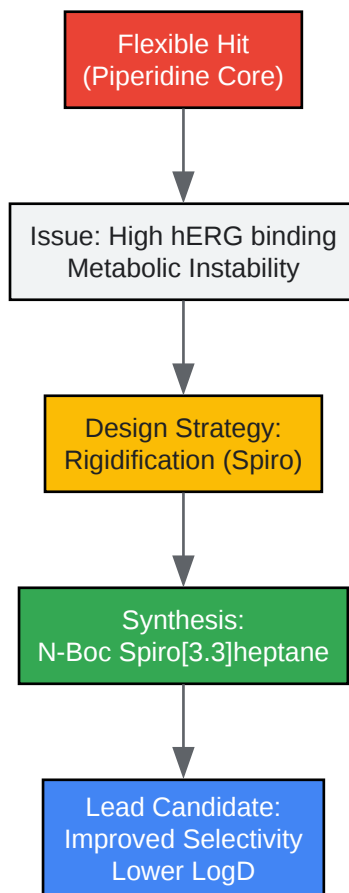 Flexible Hit
(Piperidine Core)
Issue: High hERG binding
Metabolic Instability
Design Strategy:
Rigidification (Spiro)
Synthesis:
N-Boc Spiro[3.3]heptane
Lead Candidate:
Improved Selectivity
Lower LogD